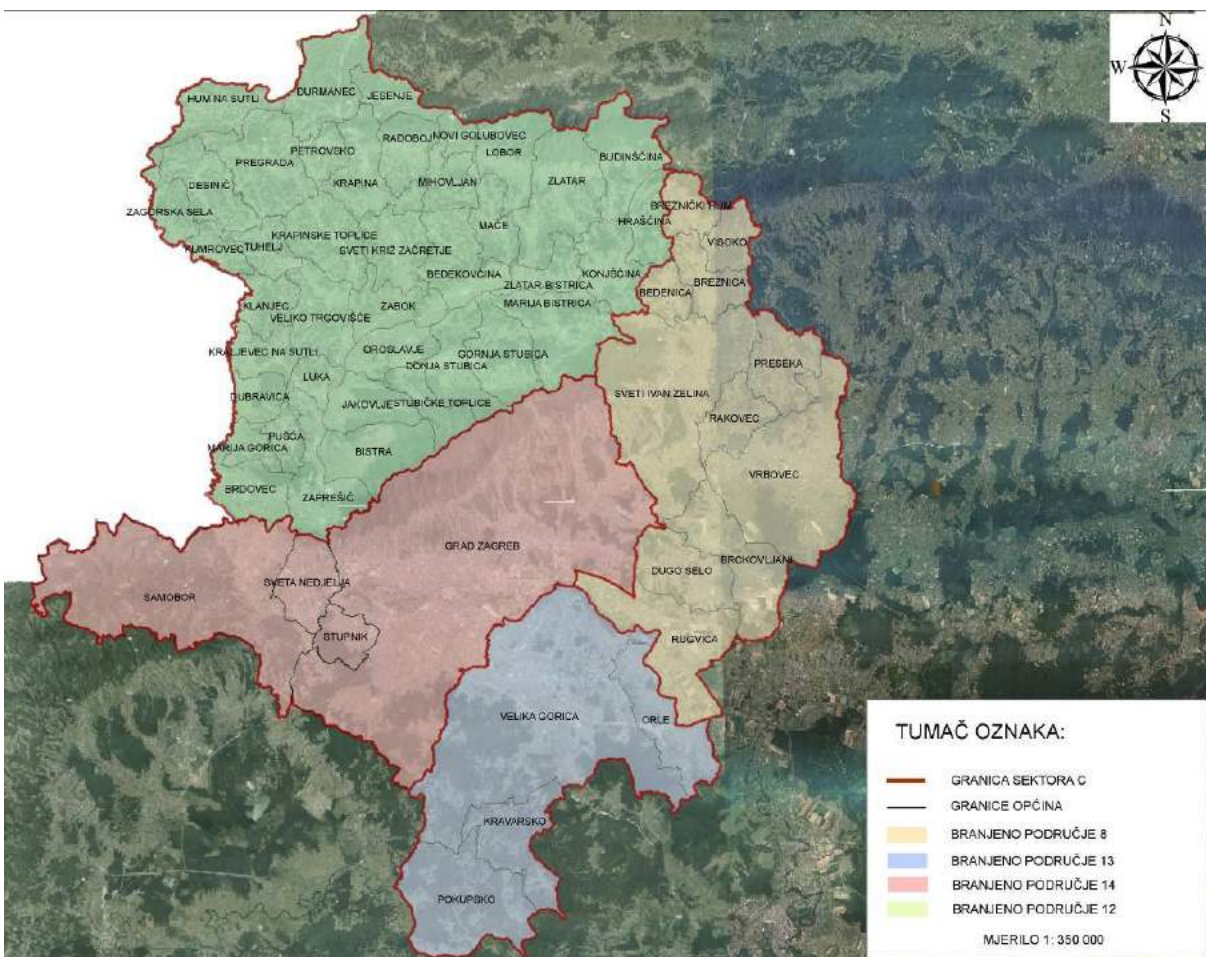 N
W
S
HUM NA SUTLI
DURMANEC
JESENJE
RADOBOJ
NOVI GOLUBOVEC
PETROVSKO
LOBOR
BUDINŠČINA
PREGRADA
DESINIĆ
KRAPINA
MIHOVLJAN
ZLATAR
ZAGORSKA SELA
BREZNIČKI HUM
MAČE
HRAŠČINA
KUMROVEC
TUHELJ
KRAPINSKE TOPLICE
SVETI KRIŽ ZAČRETJE
VISOKO
BEDEKOVČINA
KONJŠČINA
BREZNICA
ZLATAR-BISTRICA
BEDENICA
KLANJEC
ZABOK
MARIJA BISTRICA
VELIKO TRGOVIŠĆE
KRALJEVEC NA SUTLI
OROSLAVJE
GORNJA STUBICA
DONJA STUBICA
PRESEKA
LUKA
DUBRAVICA
JAKOVLJE
STUBIČKE TOPLICE
SVETI IVAN ZELINA
RAKOVEC
PUŠĆA
MARIJA GORICA
BISTRA
VRBOVEC
BRDOVEC
ZAPREŠIĆ
GRAD ZAGREB
BRCKOVLJANI
DUGO SELO
SVETA NEDJELJA
SAMOBOR
STUPNIK
RUGVICA
VELIKA GORICA
ORLE
KRAVARSKO
POKUPSKO
TUMAČ OZNAKA:
GRANICA SEKTORA C
GRANICE OPĆINA
BRANJENO PODRUČJE 8
BRANJENO PODRUČJE 13
BRANJENO PODRUČJE 14
BRANJENO PODRUČJE 12
MJERILO 1: 350 000